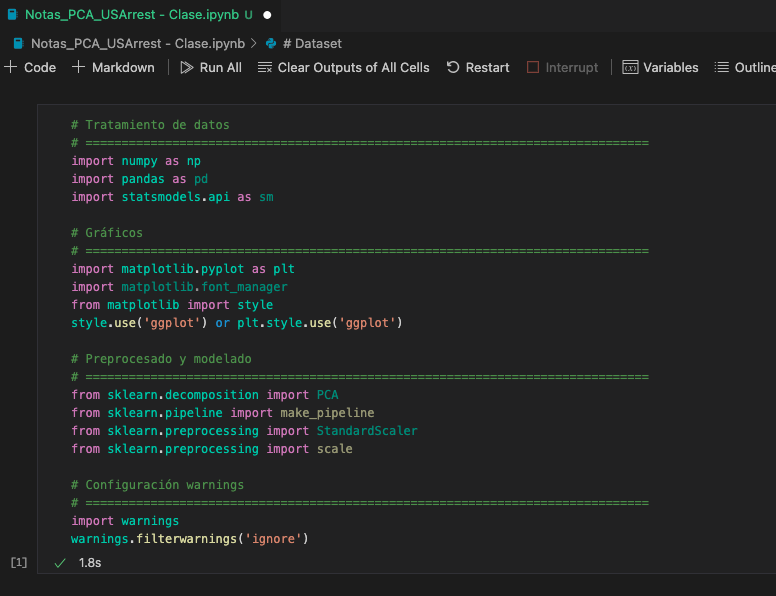 Notas_PCA_USArrest - Clase.ipynb U
Notas_PCA_USArrest - Clase.ipynb > # Dataset
+ Code + Markdown Run All Clear Outputs of All Cells Restart Interrupt Variables Outline
# Tratamiento de datos
# ==============================================================================
import numpy as np
import pandas as pd
import statsmodels.api as sm
# Gráficos
# ==============================================================================
import matplotlib.pyplot as plt
import matplotlib.font_manager
from matplotlib import style
style.use('ggplot') or plt.style.use('ggplot')
# Preprocesado y modelado
# ==============================================================================
from sklearn.decomposition import PCA
from sklearn.pipeline import make_pipeline
from sklearn.preprocessing import StandardScaler
from sklearn.preprocessing import scale
# Configuración warnings
# ==============================================================================
import warnings
warnings.filterwarnings('ignore')
[1] ✓ 1.8s